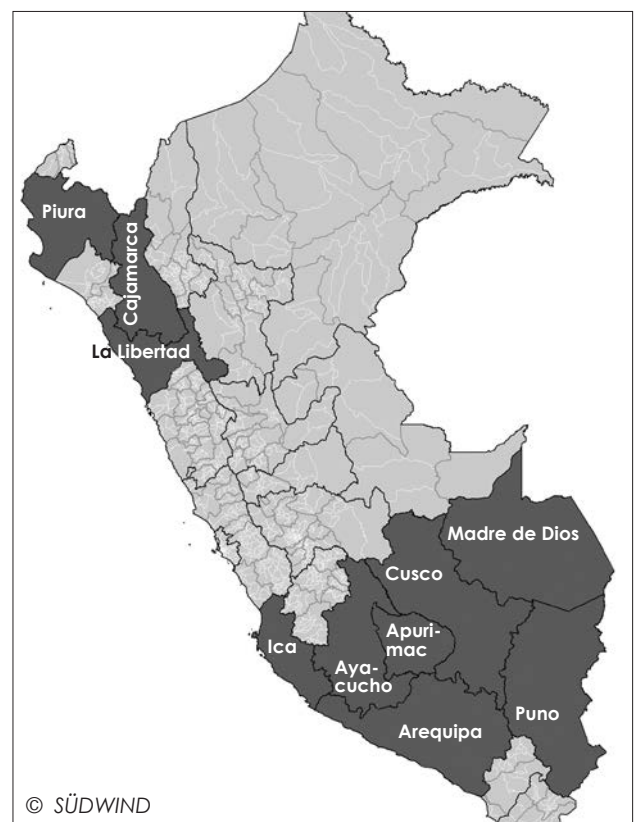 Piura
Cajamarca
La Libertad
Madre de Dios
Cusco
Apuri-
mac
Ica
Aya-
cucho
Puno
Arequipa
© SÜDWIND